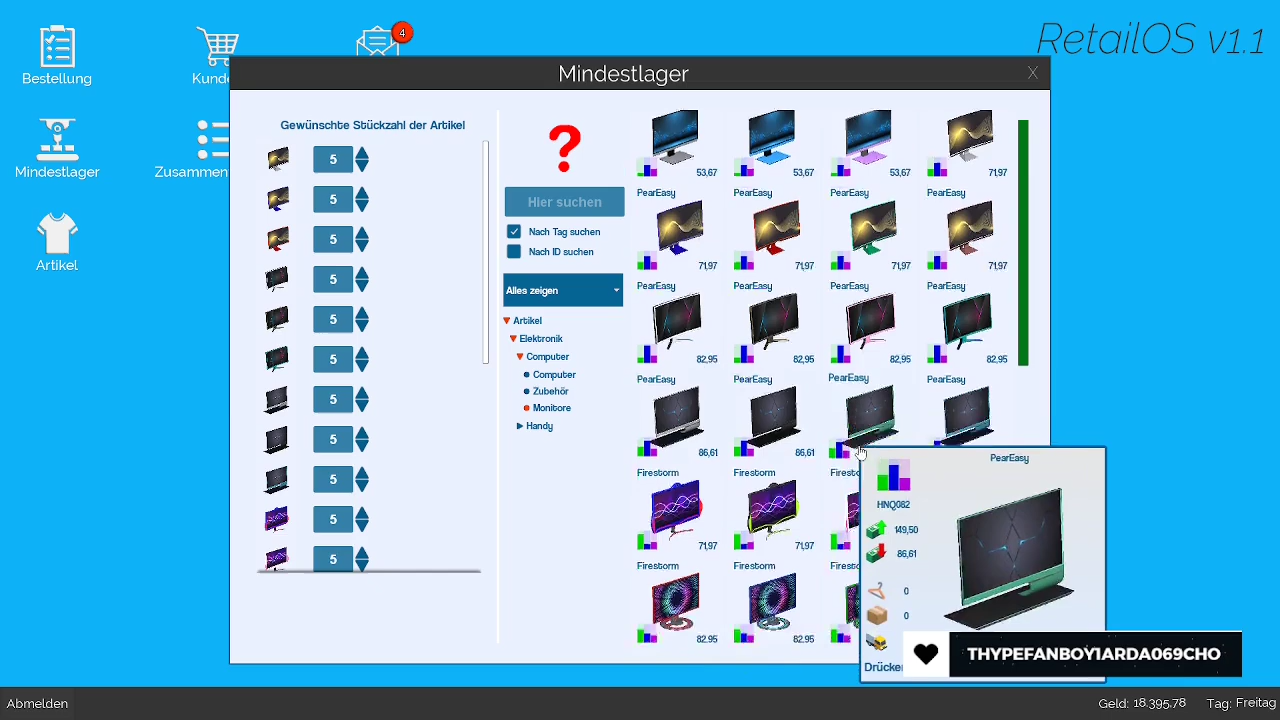 RetailOS v1.1
4
Bestellung
Mindestlager
Artikel
Mindestlager
X
Gewünschte Stückzahl der Artikel
5
5
5
5
5
5
5
5
5
5
5
?
Hier suchen
Nach Tag suchen
Nach ID suchen
Alles zeigen
Artikel
Elektronik
Computer
Computer
Zubehör
Monitore
Handy
53,67 53,67 53,67 71,97
PearEasy PearEasy PearEasy PearEasy
71,97 71,97 71,97 71,97
PearEasy PearEasy PearEasy PearEasy
82,95 82,95 82,95 82,95
PearEasy PearEasy PearEasy PearEasy
86,61 86,61
Firestorm Firestorm
71,97 71,97
Firestorm Firestorm
82,95 82,95
PearEasy
HNQ082
149,50
86,61
0
0
THYPEFANBOY1ARDA069CHO
Abmelden
Geld: 18.395,78
Tag: Freitag